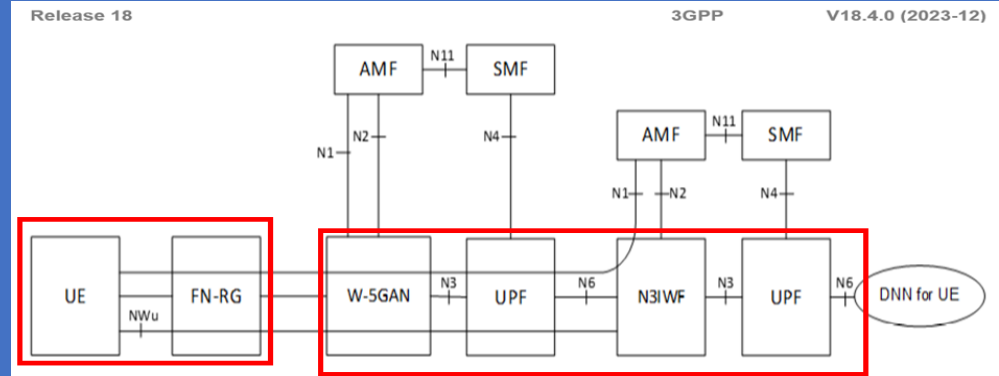 Release 18 3GPP V18.4.0 (2023-12)
AMF N11 SMF
N11
AMF SMF
N2 N4
N1
N1 N2 N4
UE FN-RG W-5GAN N3 UPF N6 N3IWF N3 UPF N6 DNN for UE
NWu